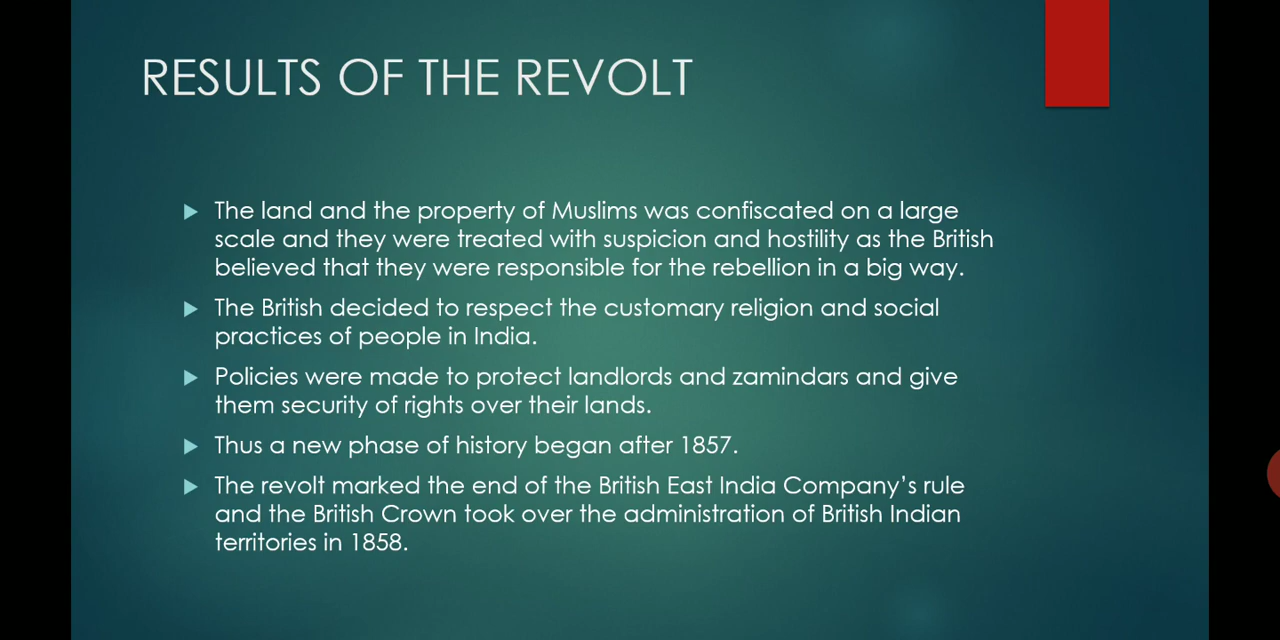 RESULTS OF THE REVOLT
The land and the property of Muslims was confiscated on a large
scale and they were treated with suspicion and hostility as the British
believed that they were responsible for the rebellion in a big way.
The British decided to respect the customary religion and social
practices of people in India.
Policies were made to protect landlords and zamindars and give
them security of rights over their lands.
Thus a new phase of history began after 1857.
The revolt marked the end of the British East India Company’s rule
and the British Crown took over the administration of British Indian
territories in 1858.